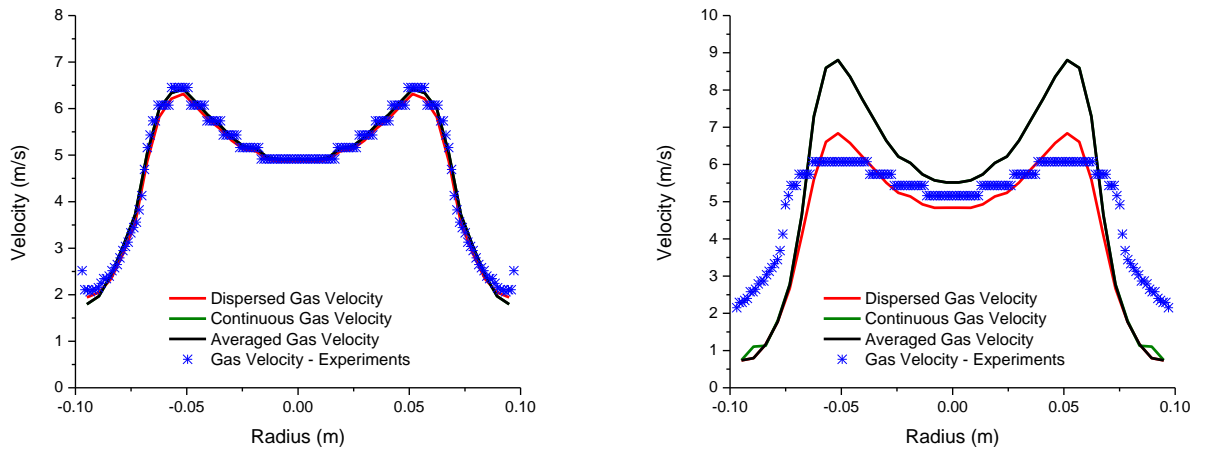 8
7
6
5
4
3
2
1
0
Velocity (m/s)
Dispersed Gas Velocity
Continuous Gas Velocity
Averaged Gas Velocity
Gas Velocity - Experiments
-0.10 -0.05 0.00 0.05 0.10
Radius (m)
10
9
8
7
6
5
4
3
2
1
0
Velocity (m/s)
Dispersed Gas Velocity
Continuous Gas Velocity
Averaged Gas Velocity
Gas Velocity - Experiments
-0.10 -0.05 0.00 0.05 0.10
Radius (m)